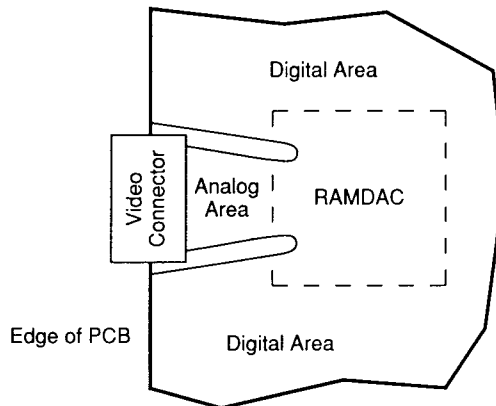 Digital Area
Video
Connector
Analog
Area
RAMDAC
Edge of PCB
Digital Area